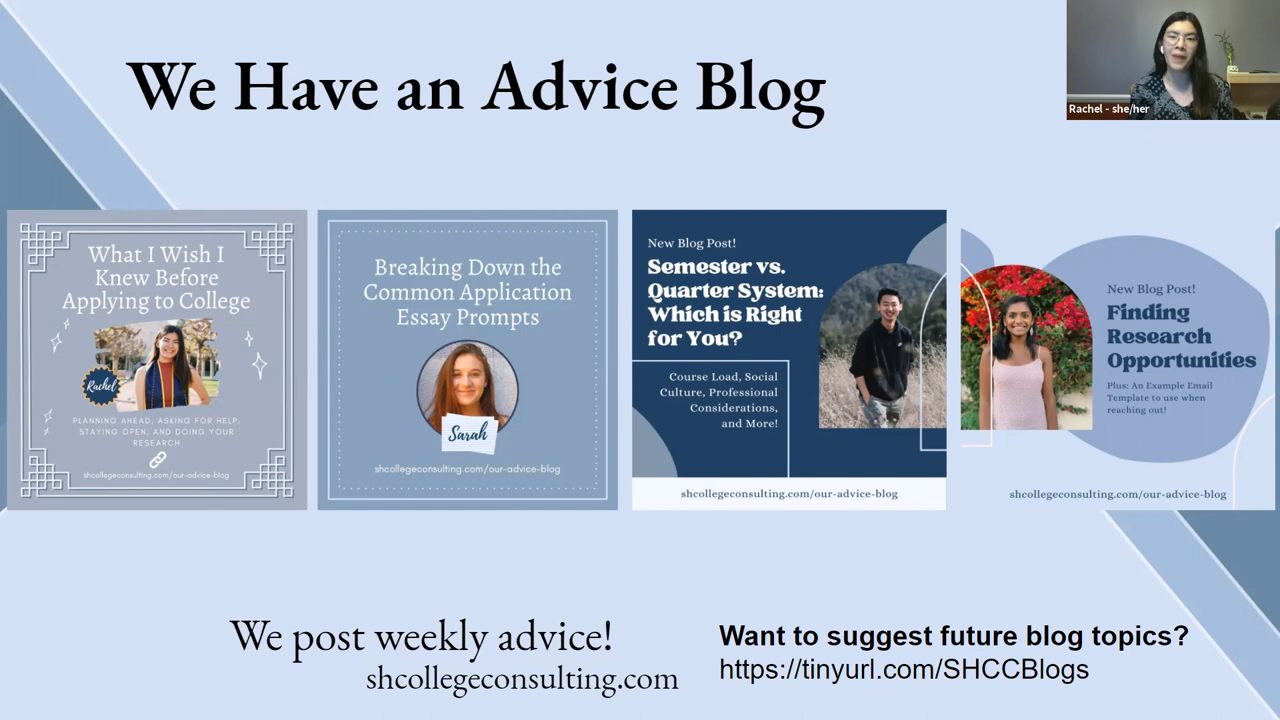 We Have an Advice Blog
Rachel - she/her
What I Wish I
Knew Before
Applying to College
Rachel
PLANNING AHEAD, ASKING FOR HELP,
STAYING OPEN, AND DOING YOUR
RESEARCH
shcollegeconsulting.com/our-advice-blog
Breaking Down the
Common Application
Essay Prompts
Sarah
shcollegeconsulting.com/our-advice-blog
New Blog Post!
Semester vs.
Quarter System:
Which is Right
for You?
Course Load, Social
Culture, Professional
Considerations,
and More!
shcollegeconsulting.com/our-advice-blog
New Blog Post!
Finding
Research
Opportunities
Plus: An Example Email
Template to use when
reaching out!
shcollegeconsulting.com/our-advice-blog
We post weekly advice!
shcollegeconsulting.com
Want to suggest future blog topics?
https://tinyurl.com/SHCCBlogs